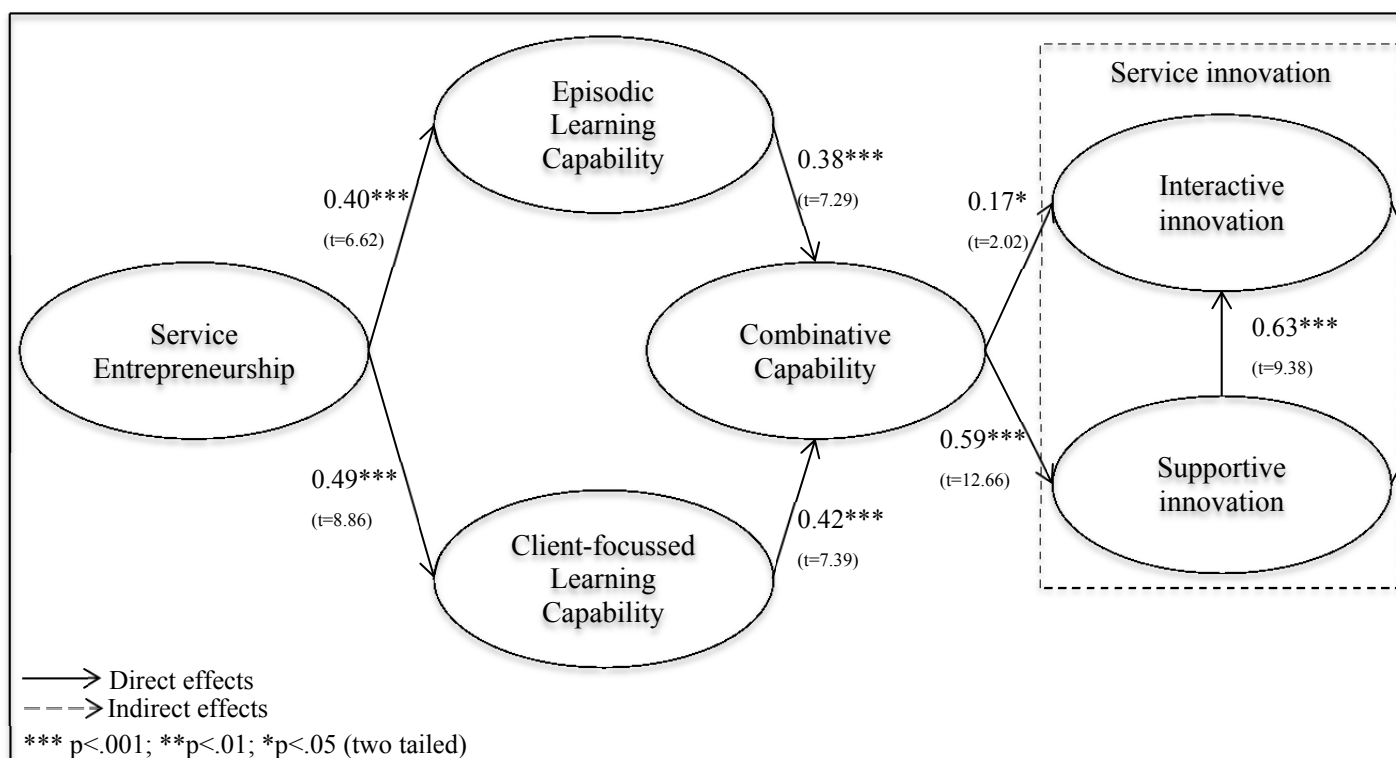 Service innovation
Episodic
Learning
Capability
0.38***
(t=7.29)
0.40***
(t=6.62)
0.17*
(t=2.02)
Interactive
innovation
Service
Entrepreneurship
Combinative
Capability
0.63***
(t=9.38)
0.59***
(t=12.66)
Supportive
innovation
0.49***
(t=8.86)
0.42***
(t=7.39)
Client-focussed
Learning
Capability
Direct effects
Indirect effects
*** p<.001; **p<.01; *p<.05 (two tailed)